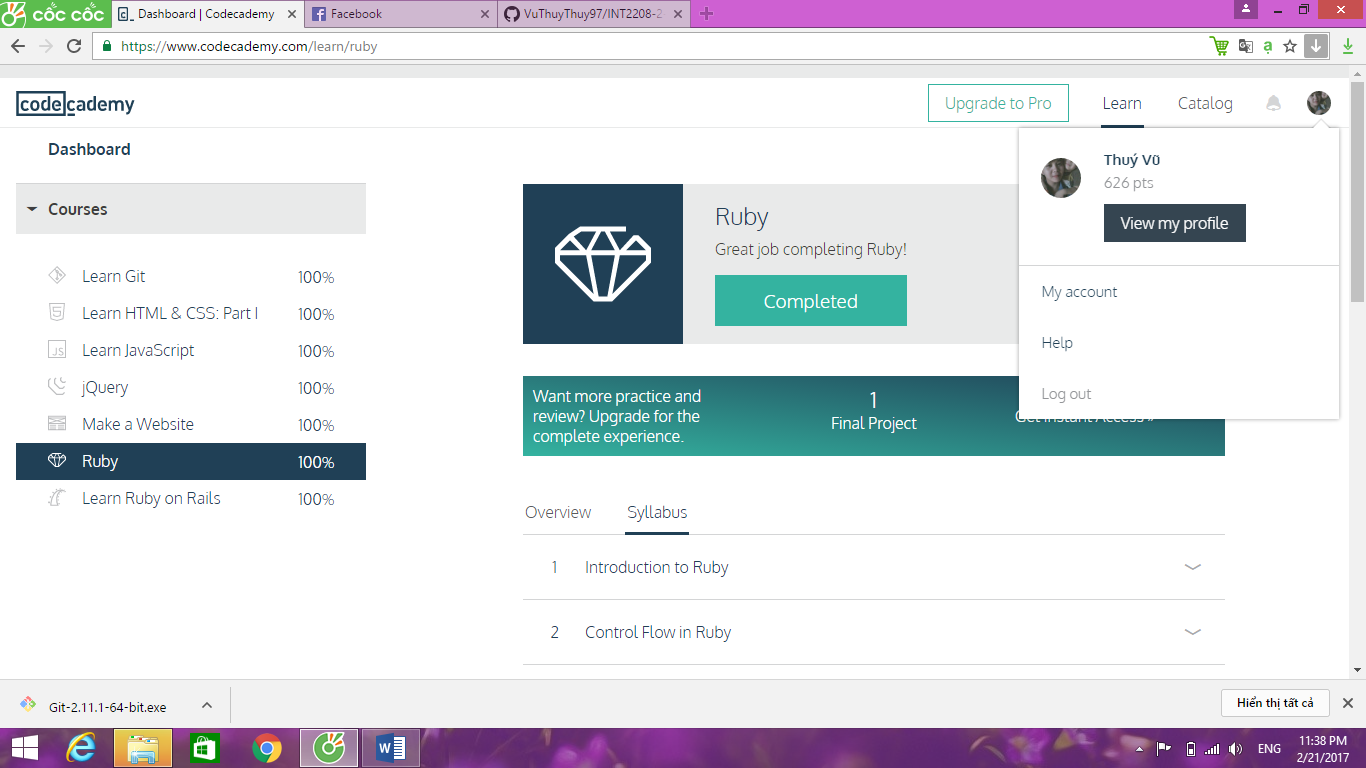 cốc cốc
Dashboard | Codecademy
Facebook
VuThuyThuy97/INT2208-2
https://www.codecademy.com/learn/ruby
codecademy
Upgrade to Pro
Learn
Catalog
Dashboard
Thuý Vũ
626 pts
View my profile
My account
Help
Log out
Courses
Learn Git 100%
Learn HTML & CSS: Part I 100%
Learn JavaScript 100%
jQuery 100%
Make a Website 100%
Ruby 100%
Learn Ruby on Rails 100%
Ruby
Great job completing Ruby!
Completed
Want more practice and
review? Upgrade for the
complete experience.
1
Final Project
Get Instant Access »
Overview
Syllabus
1 Introduction to Ruby
2 Control Flow in Ruby
Git-2.11.1-64-bit.exe
Hiển thị tất cả
ENG
11:38 PM
2/21/2017